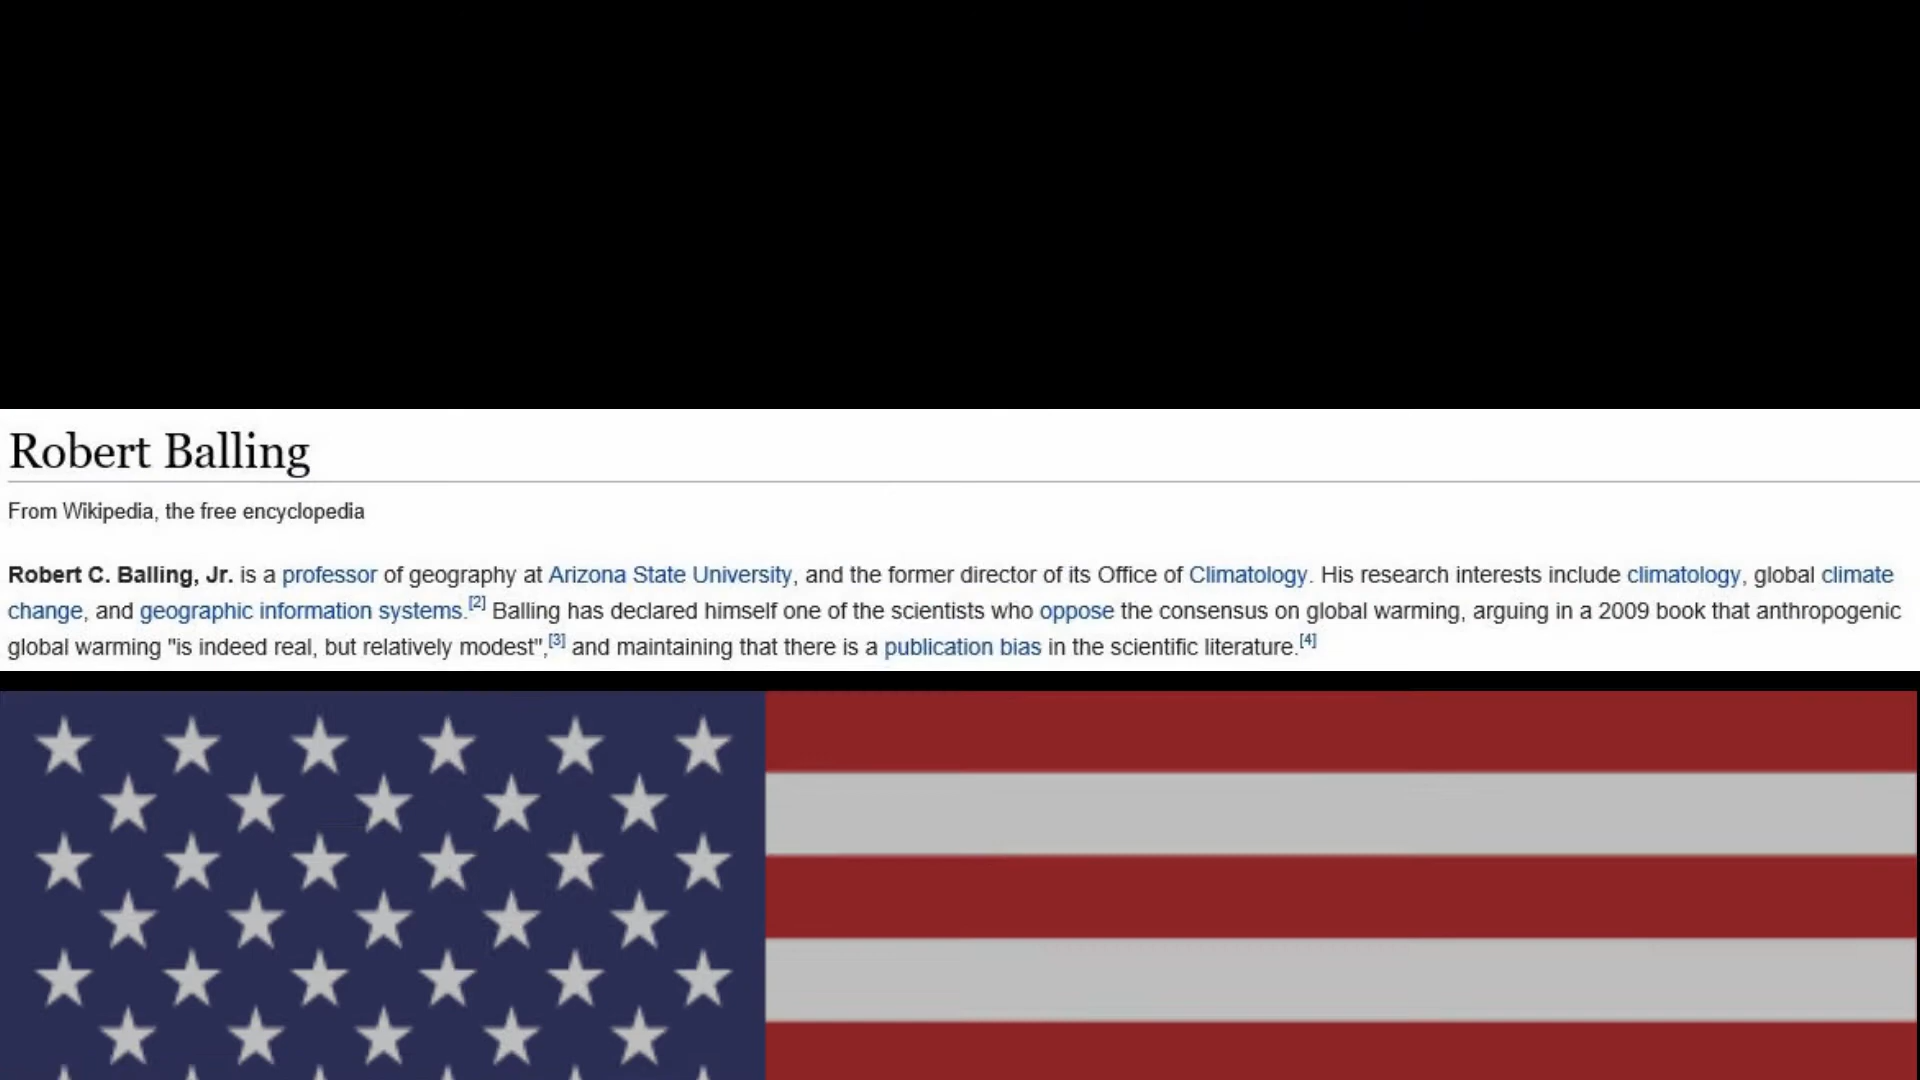 Robert Balling
From Wikipedia, the free encyclopedia
Robert C. Balling, Jr. is a professor of geography at Arizona State University, and the former director of its Office of Climatology. His research interests include climatology, global climate
change, and geographic information systems.[2] Balling has declared himself one of the scientists who oppose the consensus on global warming, arguing in a 2009 book that anthropogenic
global warming "is indeed real, but relatively modest",[3] and maintaining that there is a publication bias in the scientific literature.[4]